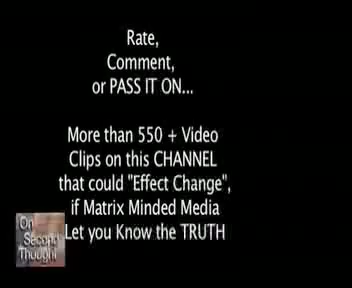 Rate,
Comment,
or PASS IT ON...
More than 550 + Video
Clips on this CHANNEL
that could "Effect Change",
if Matrix Minded Media
Let you Know the TRUTH
On
Second
Thought